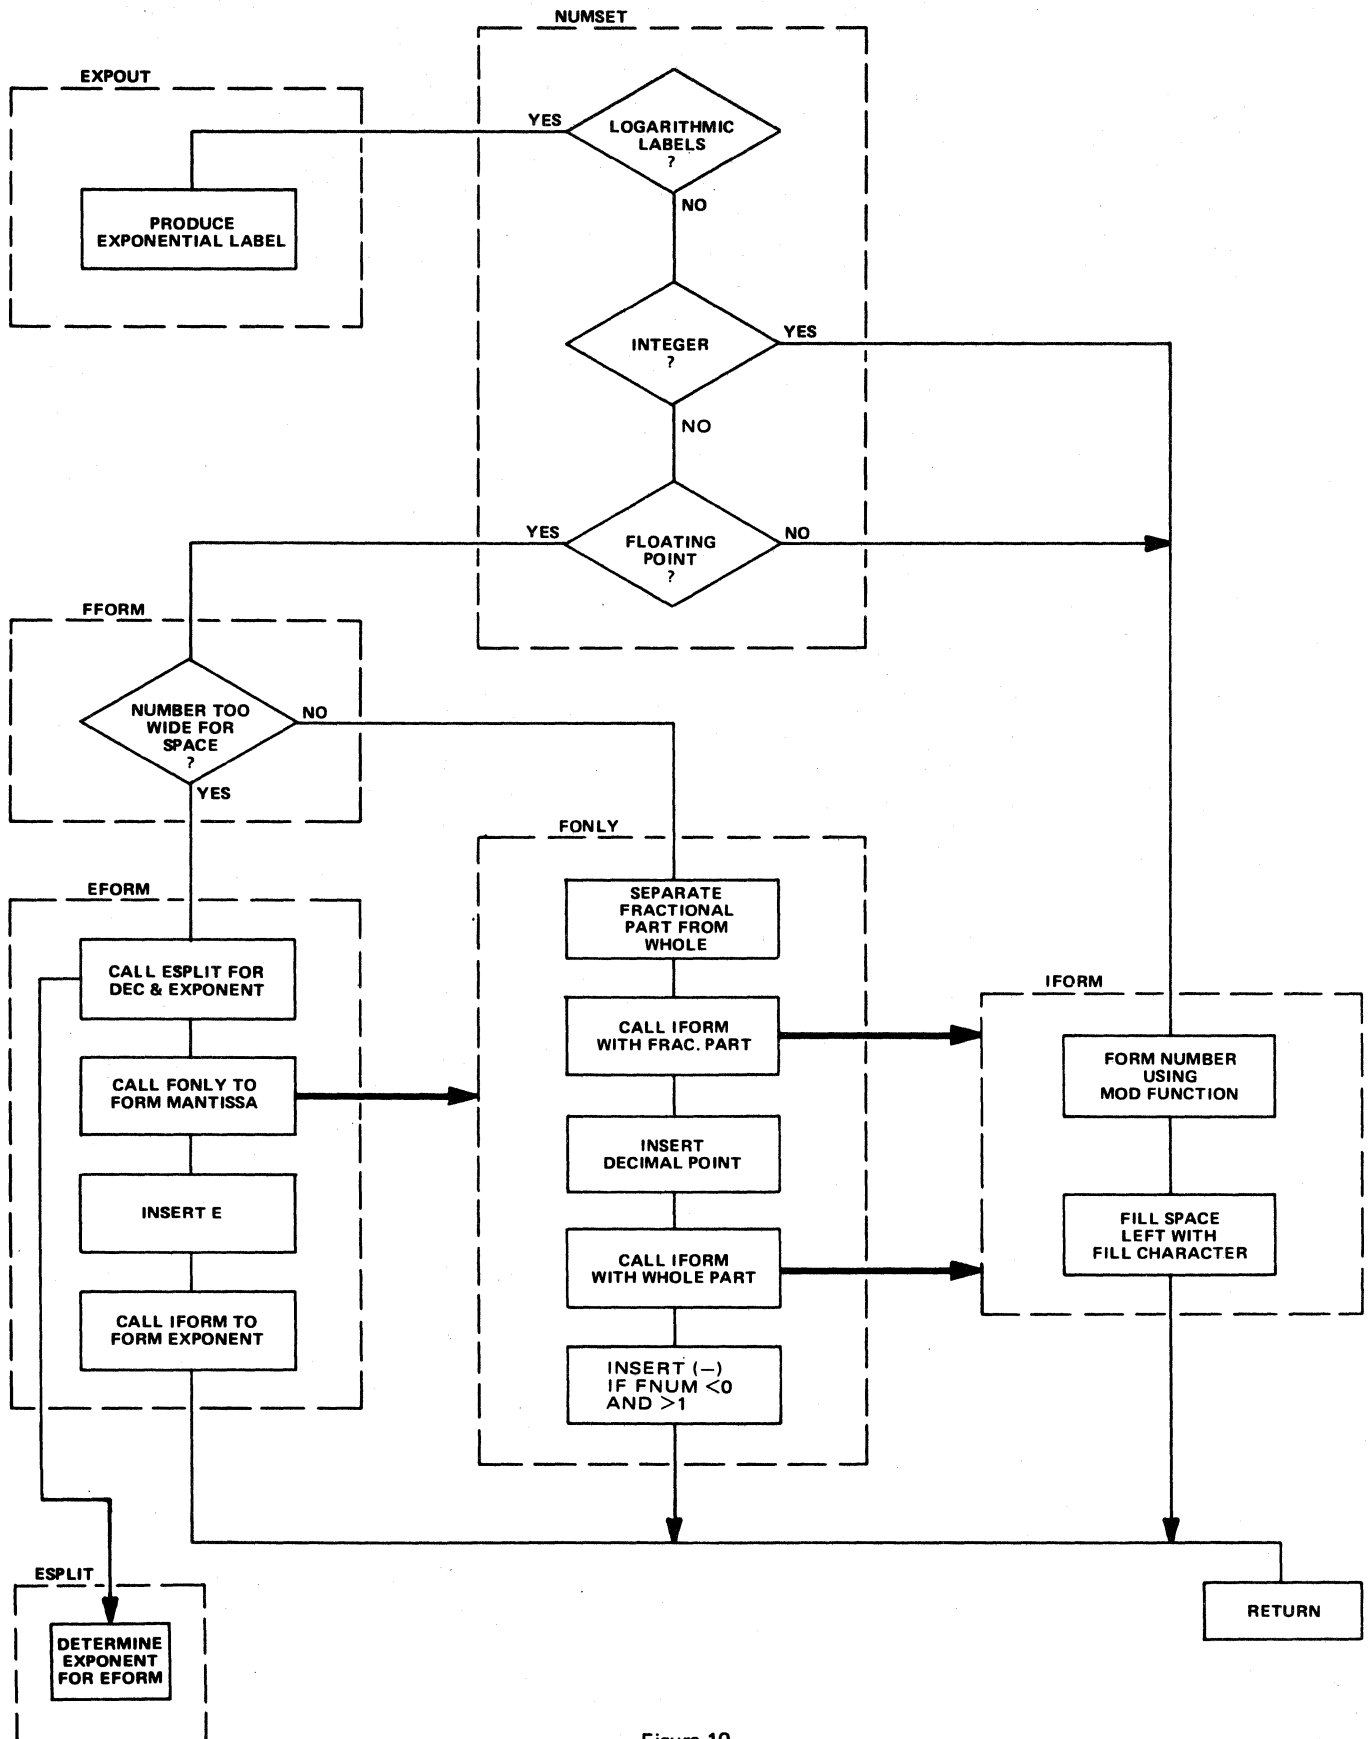 NUMSET
EXPOUT
YES
LOGARITHMIC
LABELS
?
NO
PRODUCE
EXPONENTIAL LABEL
YES
INTEGER
?
NO
YES
FLOATING
POINT
?
NO
FFORM
NUMBER TOO
WIDE FOR
SPACE
?
NO
YES
FONLY
EFORM
SEPARATE
FRACTIONAL
PART FROM
WHOLE
CALL ESPLIT FOR
DEC & EXPONENT
IFORM
CALL IFORM
WITH FRAC. PART
FORM NUMBER
USING
MOD FUNCTION
CALL FONLY TO
FORM MANTISSA
INSERT
DECIMAL POINT
INSERT E
FILL SPACE
LEFT WITH
FILL CHARACTER
CALL IFORM
WITH WHOLE PART
CALL IFORM TO
FORM EXPONENT
INSERT (–)
IF FNUM <0
AND >1
ESPLIT
RETURN
DETERMINE
EXPONENT
FOR EFORM
Figure 10